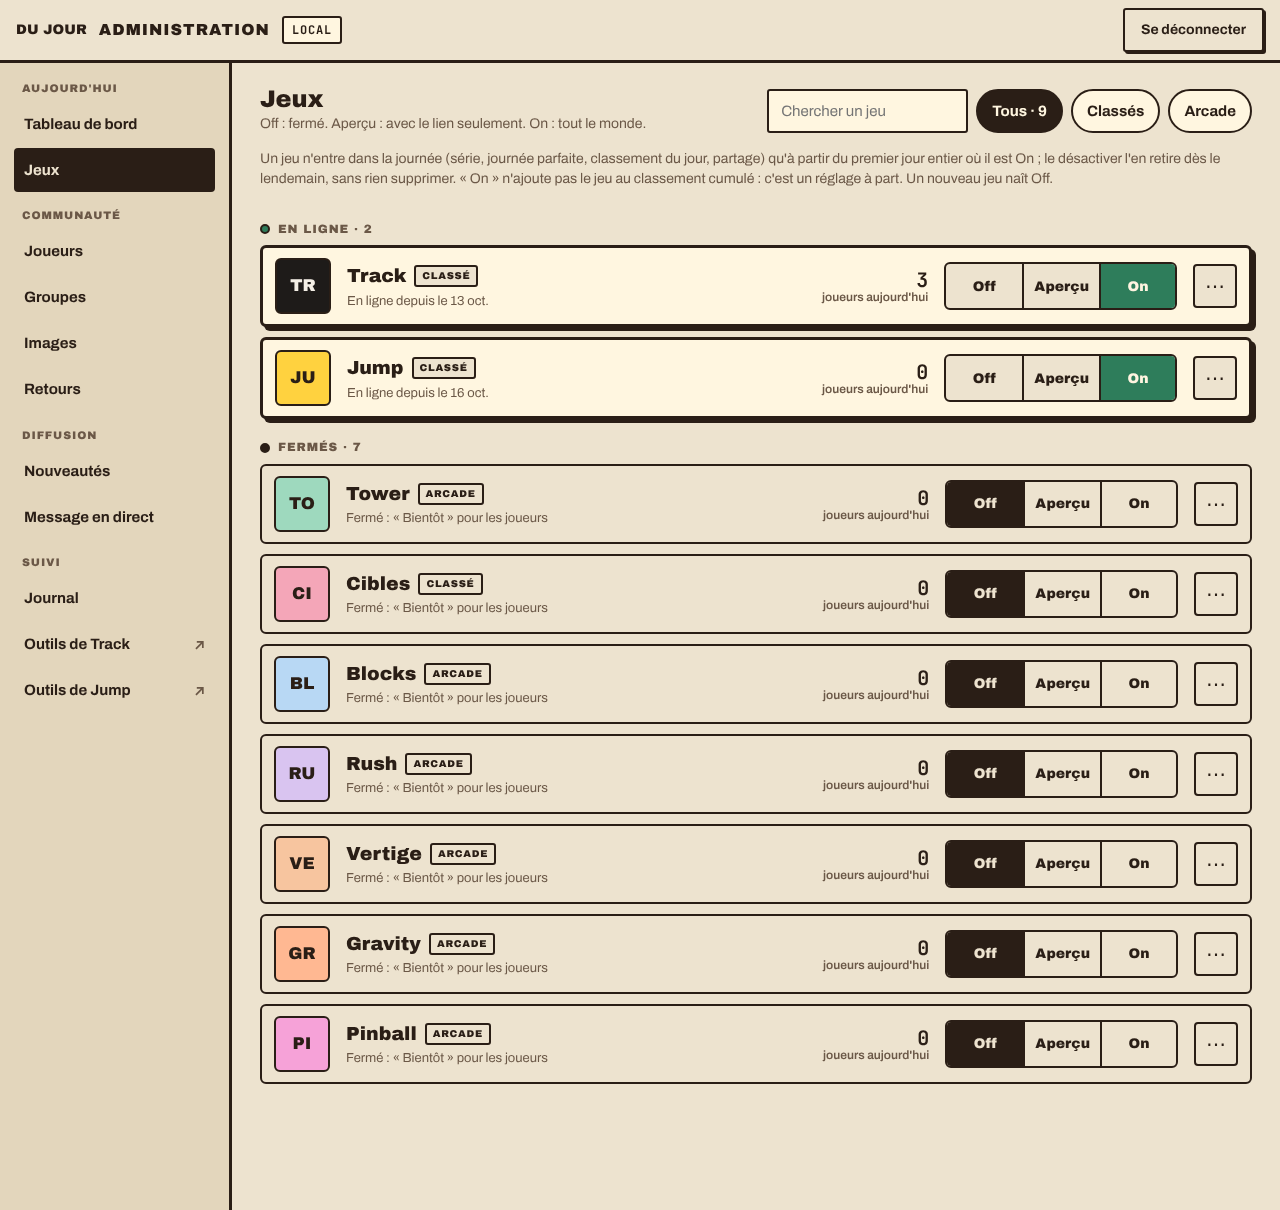 DU JOUR ADMINISTRATION LOCAL
Se déconnecter
AUJOURD'HUI
Tableau de bord
Jeux
COMMUNAUTÉ
Joueurs
Groupes
Images
Retours
DIFFUSION
Nouveautés
Message en direct
SUIVI
Journal
Outils de Track ↗
Outils de Jump ↗
Jeux
Off : fermé. Aperçu : avec le lien seulement. On : tout le monde.
Chercher un jeu
Tous · 9
Classés
Arcade
Un jeu n'entre dans la journée (série, journée parfaite, classement du jour, partage) qu'à partir du premier jour entier où il est On ; le désactiver l'en retire dès le
lendemain, sans rien supprimer. « On » n'ajoute pas le jeu au classement cumulé : c'est un réglage à part. Un nouveau jeu naît Off.
EN LIGNE · 2
TR
Track CLASSÉ
En ligne depuis le 13 oct.
3
joueurs aujourd'hui
Off Aperçu On ...
JU
Jump CLASSÉ
En ligne depuis le 16 oct.
0
joueurs aujourd'hui
Off Aperçu On ...
FERMÉS · 7
TO
Tower ARCADE
Fermé : « Bientôt » pour les joueurs
0
joueurs aujourd'hui
Off Aperçu On ...
CI
Cibles CLASSÉ
Fermé : « Bientôt » pour les joueurs
0
joueurs aujourd'hui
Off Aperçu On ...
BL
Blocks ARCADE
Fermé : « Bientôt » pour les joueurs
0
joueurs aujourd'hui
Off Aperçu On ...
RU
Rush ARCADE
Fermé : « Bientôt » pour les joueurs
0
joueurs aujourd'hui
Off Aperçu On ...
VE
Vertige ARCADE
Fermé : « Bientôt » pour les joueurs
0
joueurs aujourd'hui
Off Aperçu On ...
GR
Gravity ARCADE
Fermé : « Bientôt » pour les joueurs
0
joueurs aujourd'hui
Off Aperçu On ...
PI
Pinball ARCADE
Fermé : « Bientôt » pour les joueurs
0
joueurs aujourd'hui
Off Aperçu On ...